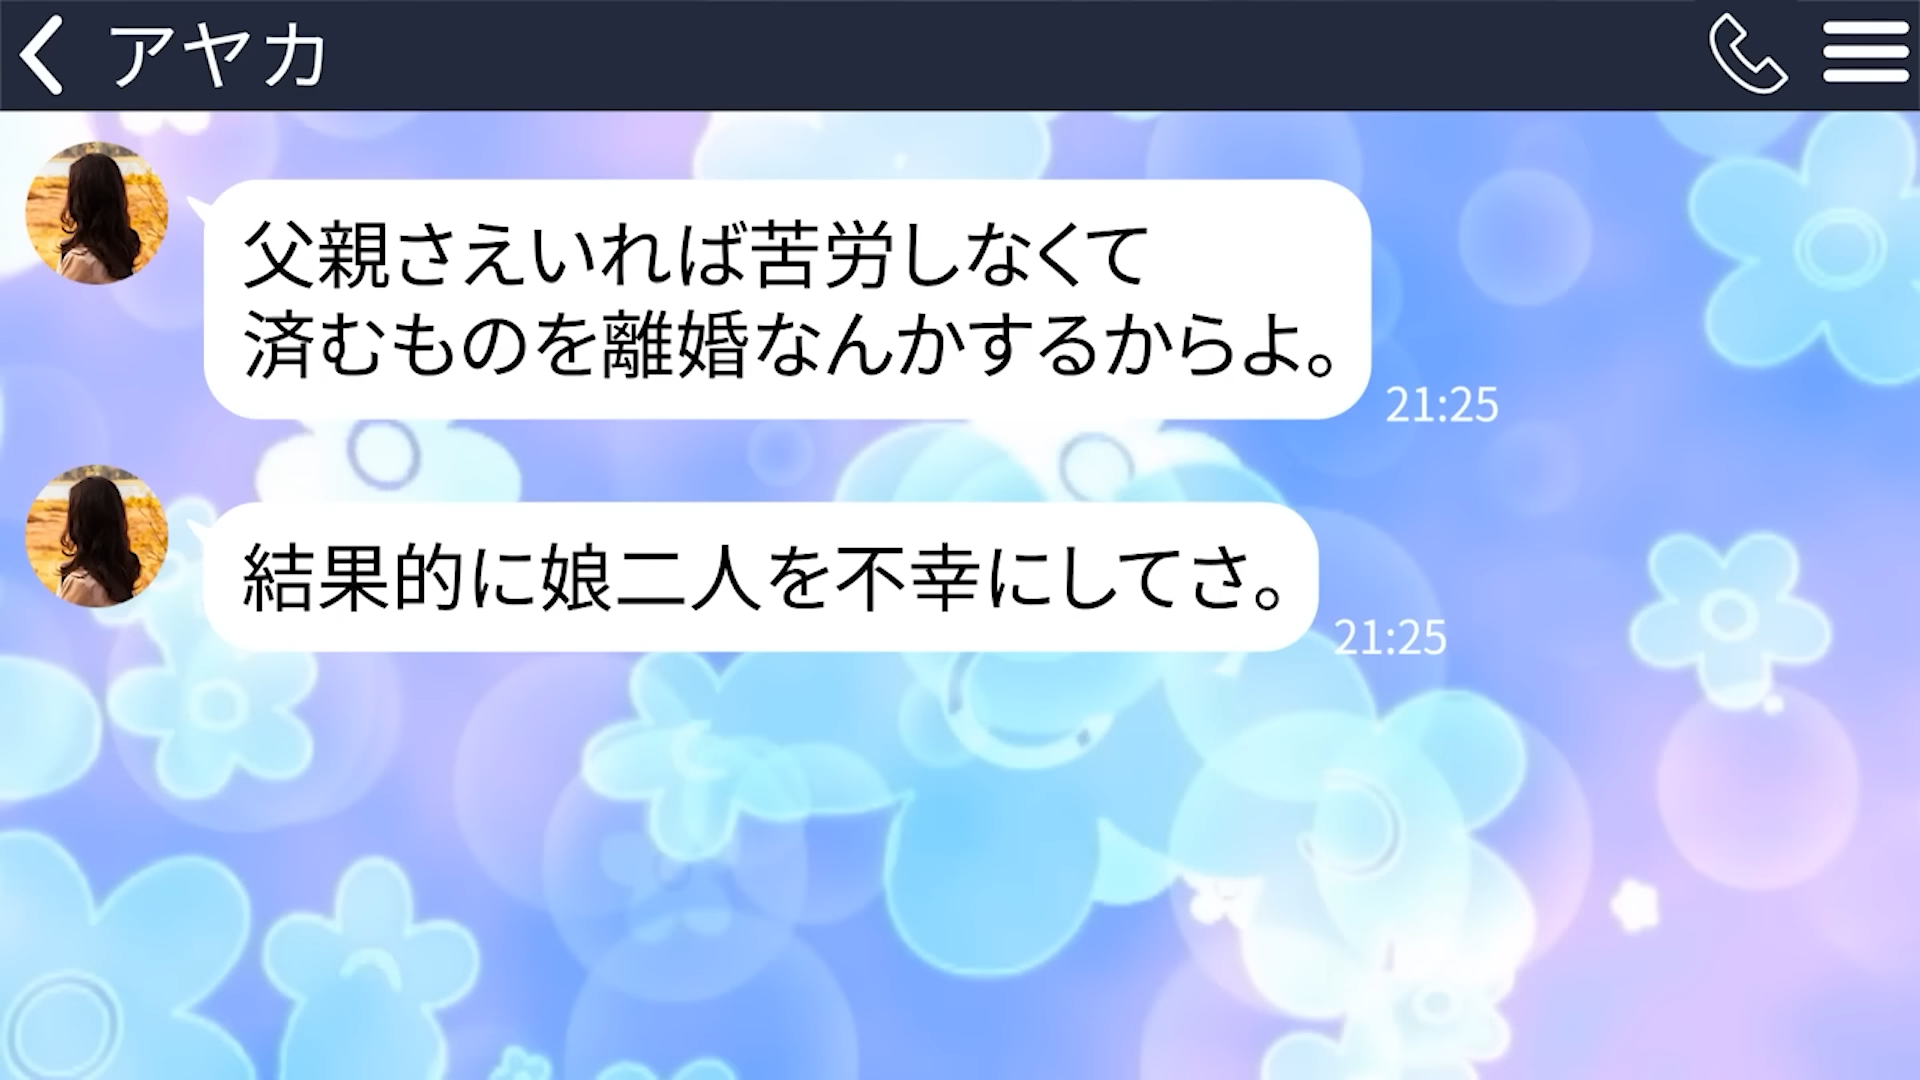 アヤカ
父親さえいれば苦労しなくて
済むものを離婚なんかするからよ。
21:25
結果的に娘二人を不幸にしてさ。
21:25